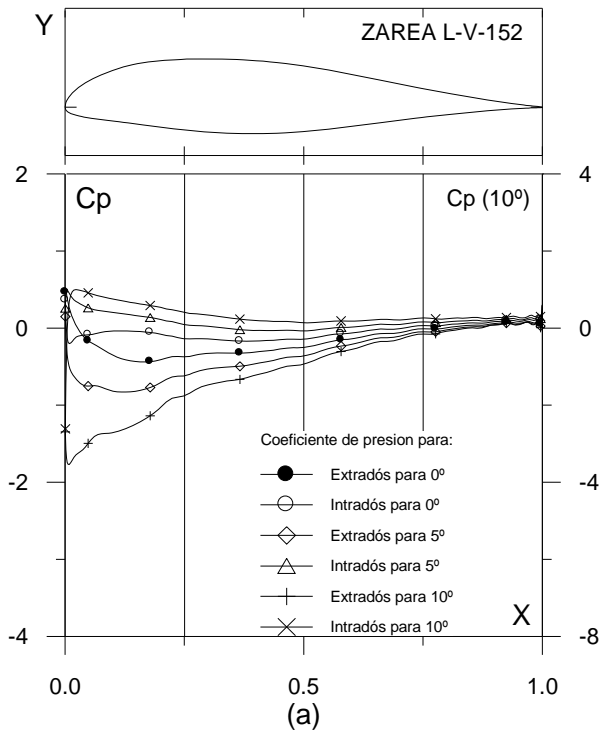 Y
ZAREA L-V-152
2
4
Cp
Cp (10º)
0
0
-2
-4
-4
-8
Coeficiente de presion para:
Extradós para 0º
Intradós para 0º
Extradós para 5º
Intradós para 5º
Extradós para 10º
Intradós para 10º
X
0.0
0.5
1.0
(a)